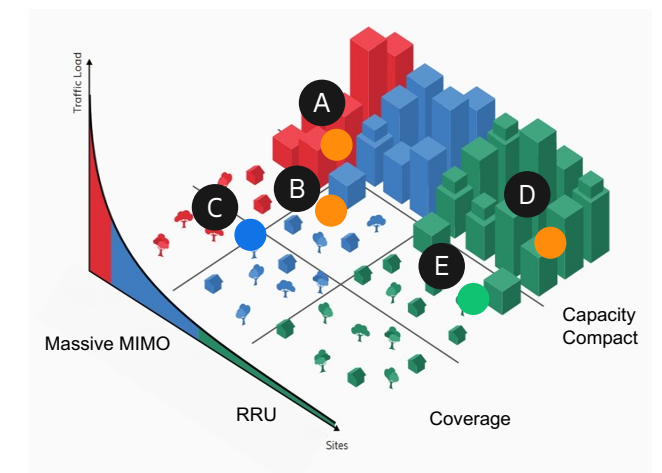 Traffic Load
A
B
C
D
E
Capacity
Compact
Massive MIMO
RRU
Coverage
Sites